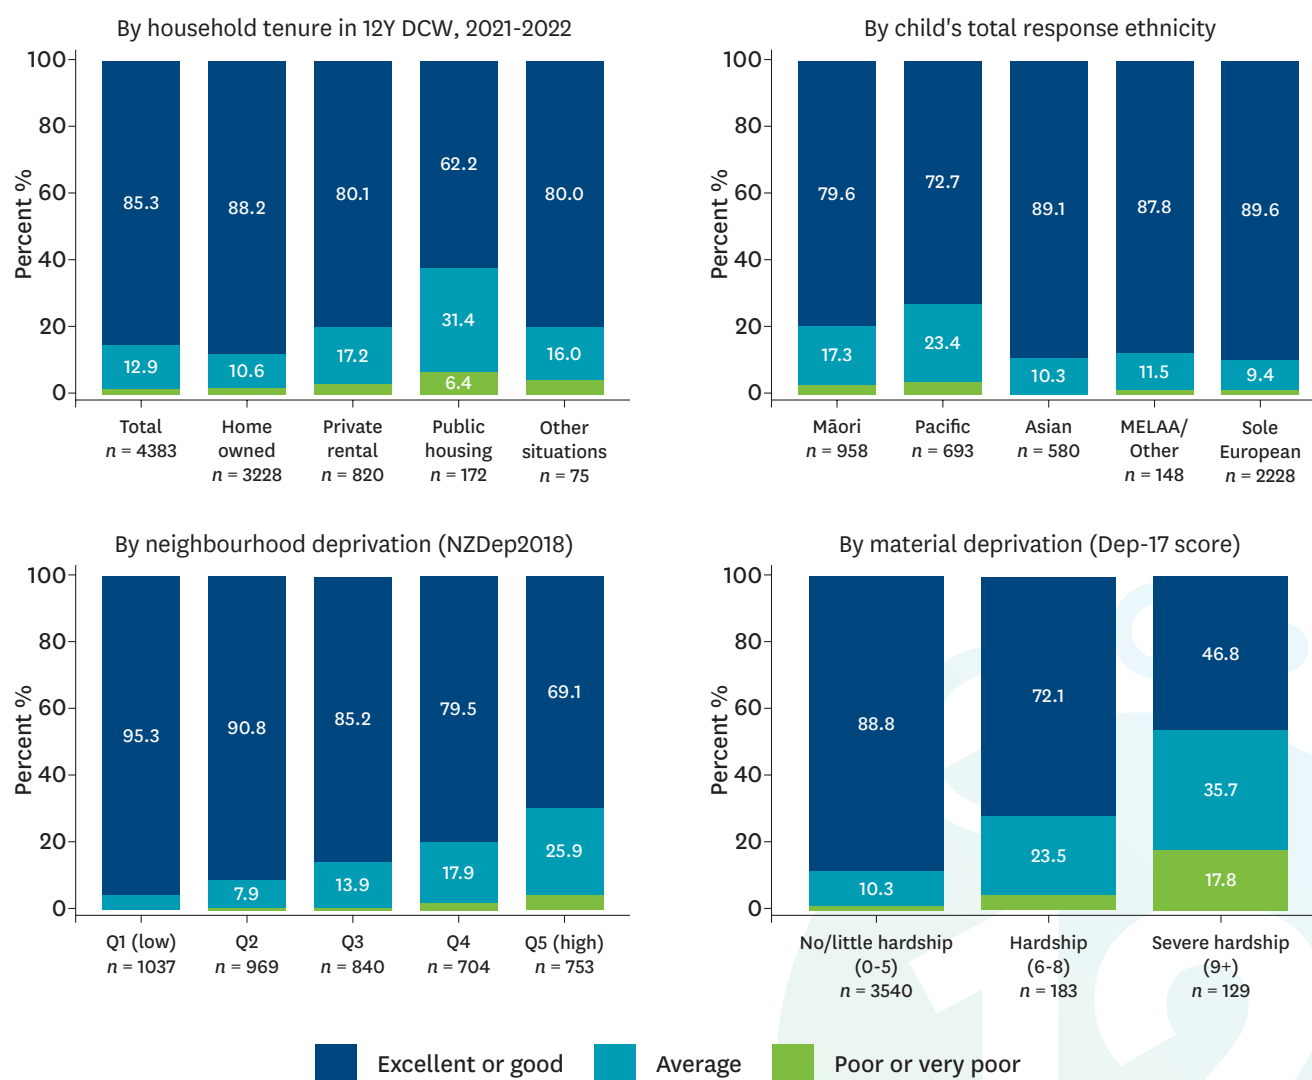 By household tenure in 12Y DCW, 2021-2022
Percent %
100
80
60
40
20
0
85.3
12.9
88.2
10.6
80.1
17.2
62.2
31.4
6.4
80.0
16.0
Total
n = 4383
Home
owned
n = 3228
Private
rental
n = 820
Public
housing
n = 172
Other
situations
n = 75
By child's total response ethnicity
Percent %
100
80
60
40
20
0
79.6
17.3
72.7
23.4
89.1
10.3
87.8
11.5
89.6
9.4
Māori
n = 958
Pacific
n = 693
Asian
n = 580
MELAA/
Other
n = 148
Sole
European
n = 2228
By neighbourhood deprivation (NZDep2018)
Percent %
100
80
60
40
20
0
95.3
90.8
7.9
85.2
13.9
79.5
17.9
69.1
25.9
Q1 (low)
n = 1037
Q2
n = 969
Q3
n = 840
Q4
n = 704
Q5 (high)
n = 753
By material deprivation (Dep-17 score)
Percent %
100
80
60
40
20
0
88.8
10.3
72.1
23.5
46.8
35.7
17.8
No/little hardship
(0-5)
n = 3540
Hardship
(6-8)
n = 183
Severe hardship
(9+)
n = 129
Excellent or good
Average
Poor or very poor